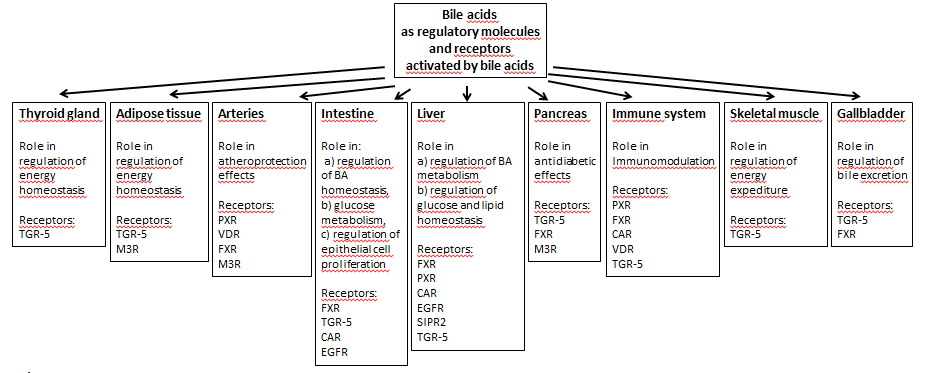 Bile acids
as regulatory molecules
and receptors
activated by bile acids
Thyroid gland
Role in
regulation of
energy
homeostasis
Receptors:
TGR-5
Adipose tissue
Role in
regulation of
energy
homeostasis
Receptors:
TGR-5
M3R
Arteries
Role in
atheroprotection
effects
Receptors:
PXR
VDR
FXR
M3R
Intestine
Role in:
a) regulation
of BA
homeostasis,
b) glucose
metabolism,
c) regulation of
epithelial cell
proliferation
Receptors:
FXR
TGR-5
CAR
EGFR
Liver
Role in
a) regulation of BA
metabolism
b) regulation of
glucose and lipid
homeostasis
Receptors:
FXR
PXR
CAR
EGFR
SIPR2
TGR-5
Pancreas
Role in
antidiabetic
effects
Receptors:
TGR-5
FXR
M3R
Immune system
Role in
Immunomodulation
Receptors:
PXR
FXR
CAR
VDR
TGR-5
Skeletal muscle
Role in
regulation of
energy
expediture
Receptors:
TGR-5
Gallbladder
Role in
regulation of
bile excretion
Receptors:
TGR-5
FXR